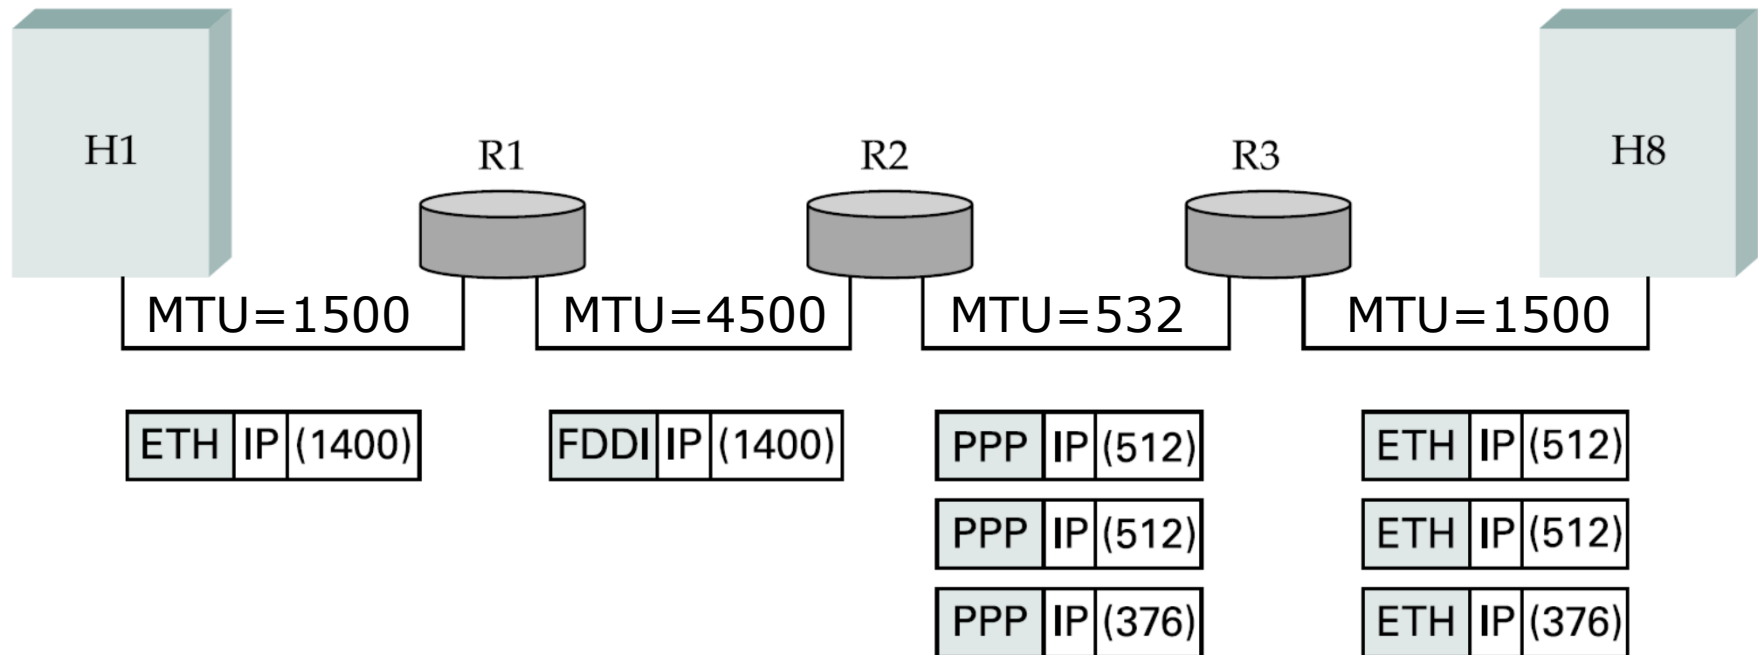 H1
R1
R2
R3
H8
MTU=1500
MTU=4500
MTU=532
MTU=1500
ETH IP (1400)
FDDI IP (1400)
PPP IP (512)
ETH IP (512)
PPP IP (512)
ETH IP (512)
PPP IP (376)
ETH IP (376)